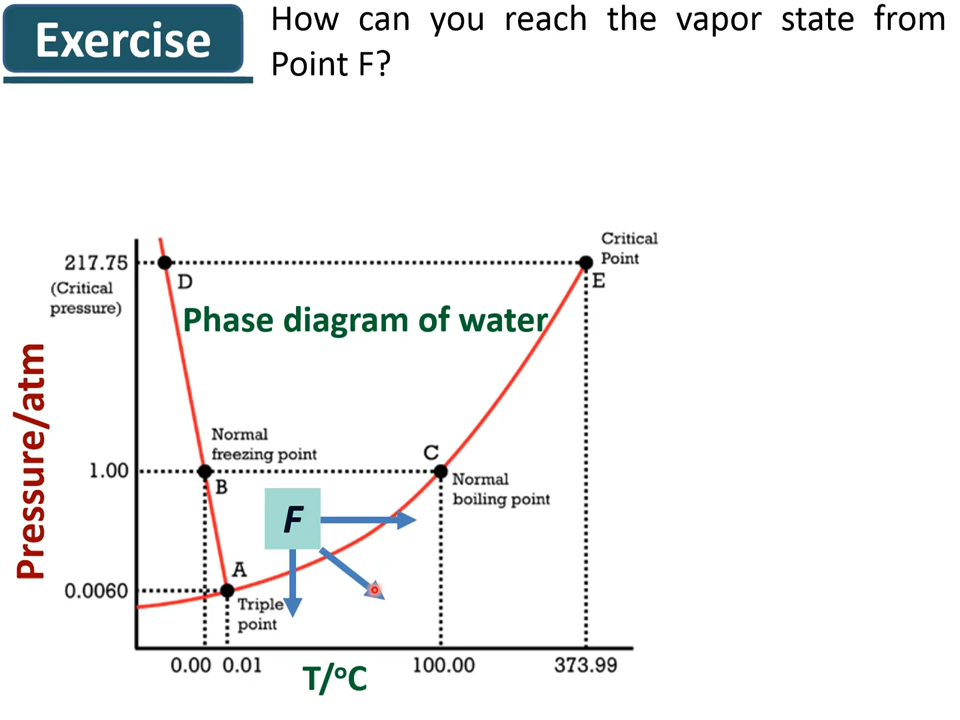 Exercise
How can you reach the vapor state from
Point F?
Critical
Point
217.75
(Critical
pressure)
D
E
Phase diagram of water
Pressure/atm
Normal
freezing point
C
1.00
B
Normal
boiling point
F
A
0.0060
Triple
point
0.00 0.01 100.00 373.99
T/ºC